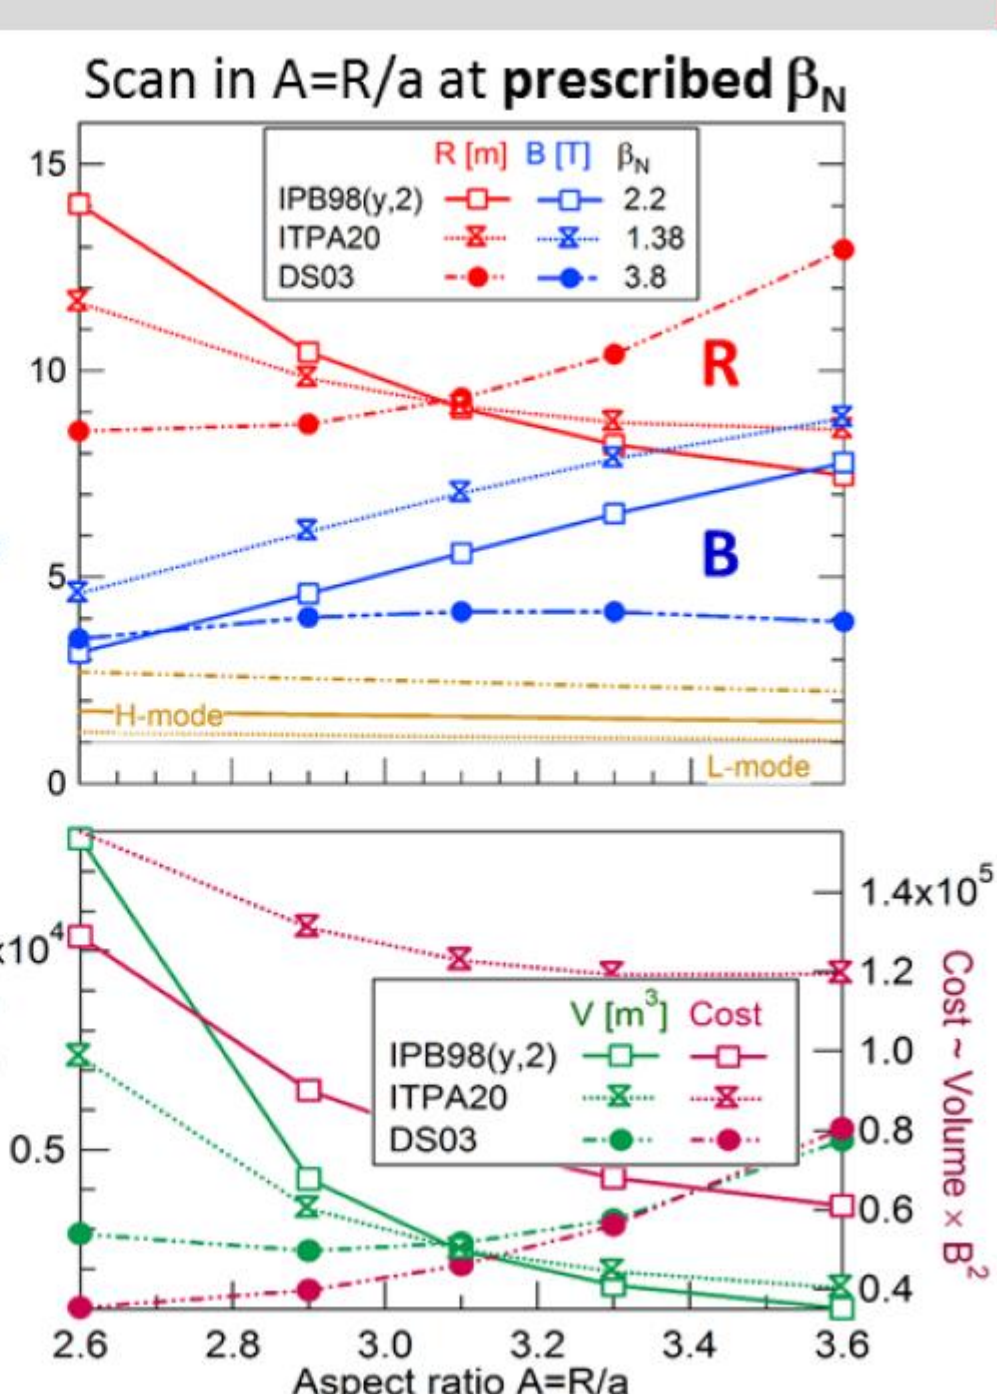 Scan in A=R/a at prescribed βN
15
10
5
0
R [m] B [T] βN
IPB98(y,2) 2.2
ITPA20 1.38
DS03 3.8
R
B
H-mode
L-mode
x10⁴
0.5
1.4x10⁵
1.2
1.0
0.8
0.6
0.4
V [m³] Cost
IPB98(y,2)
ITPA20
DS03
Cost ~ Volume × B²
2.6 2.8 3.0 3.2 3.4 3.6
Aspect ratio A=R/a